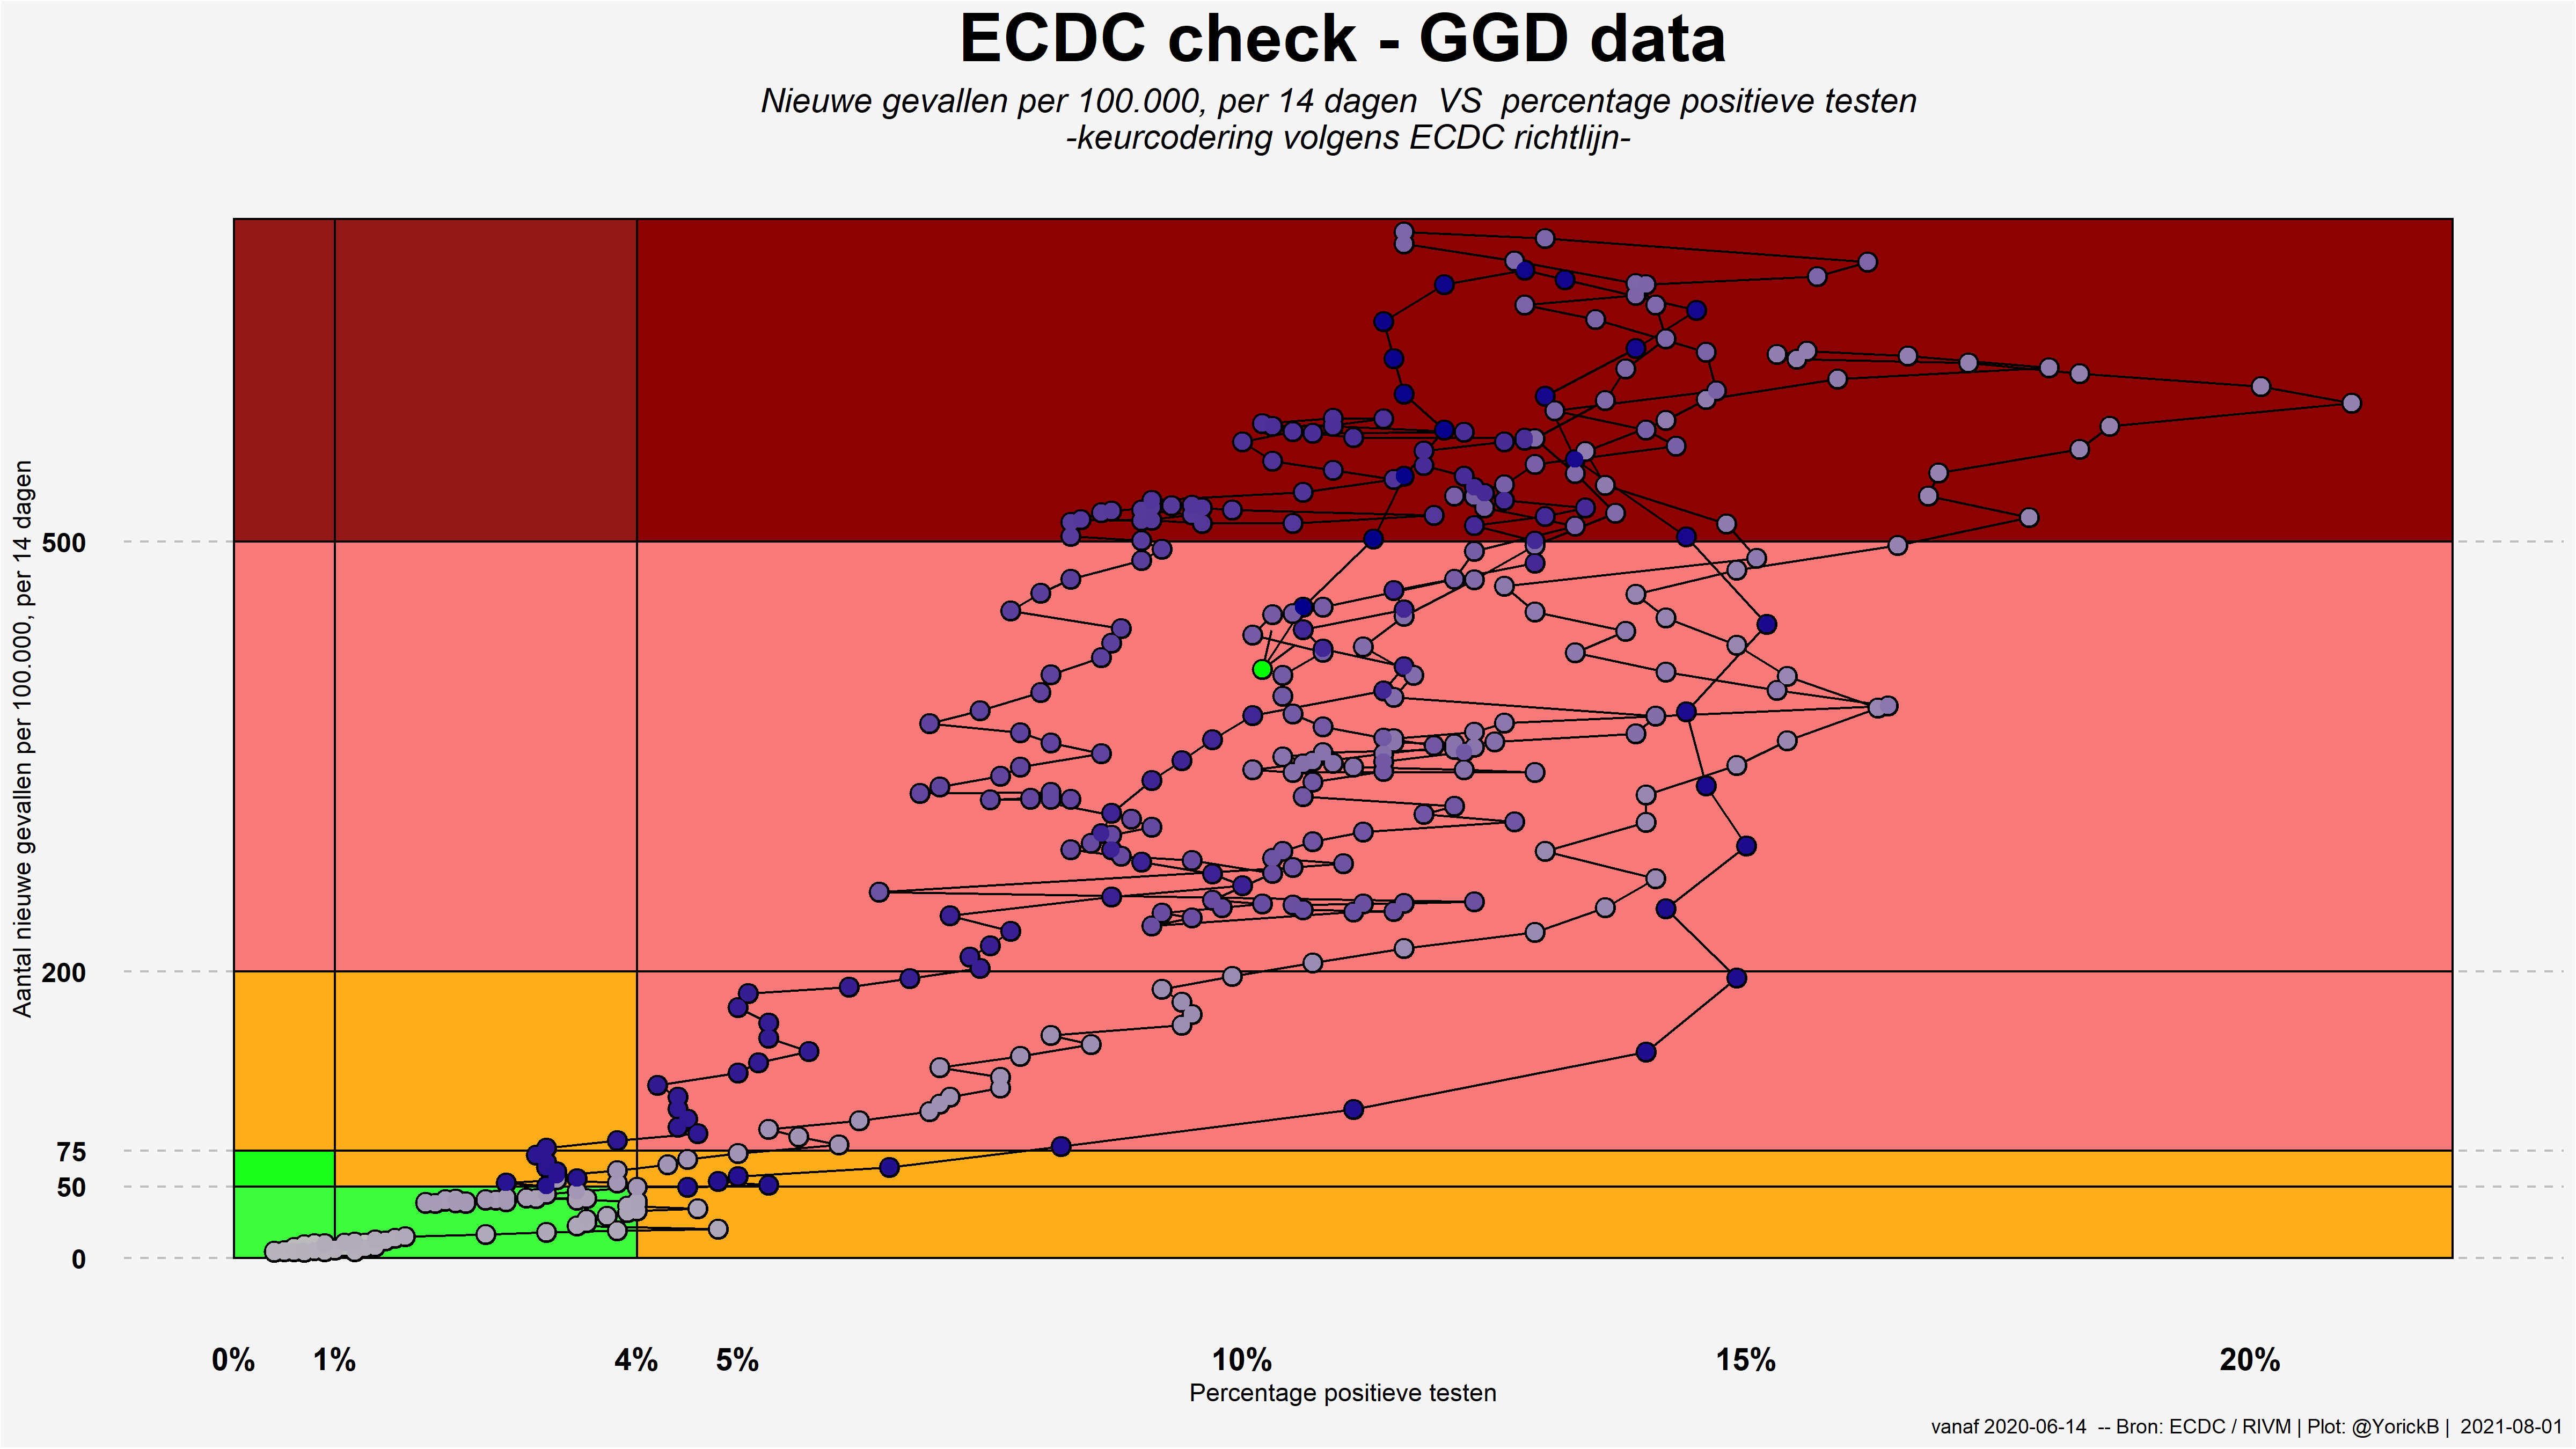 ECDC check - GGD data
Nieuwe gevallen per 100.000, per 14 dagen  VS  percentage positieve testen
-keurcodering volgens ECDC richtlijn-
Aantal nieuwe gevallen per 100.000, per 14 dagen
500
200
75
50
0
0%
1%
4%
5%
10%
15%
20%
Percentage positieve testen
vanaf 2020-06-14  -- Bron: ECDC / RIVM | Plot: @YorickB |  2021-08-01